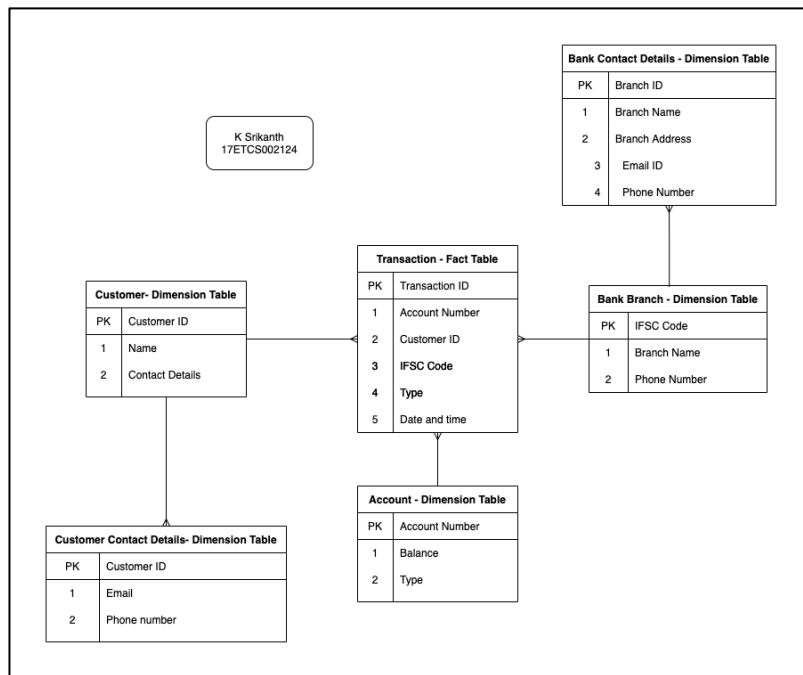 K Srikanth
17ETCS002124
Bank Contact Details - Dimension Table
PK Branch ID
1 Branch Name
2 Branch Address
3 Email ID
4 Phone Number
Transaction - Fact Table
PK Transaction ID
1 Account Number
2 Customer ID
3 IFSC Code
4 Type
5 Date and time
Customer- Dimension Table
PK Customer ID
1 Name
2 Contact Details
Bank Branch - Dimension Table
PK IFSC Code
1 Branch Name
2 Phone Number
Account - Dimension Table
PK Account Number
1 Balance
2 Type
Customer Contact Details- Dimension Table
PK Customer ID
1 Email
2 Phone number